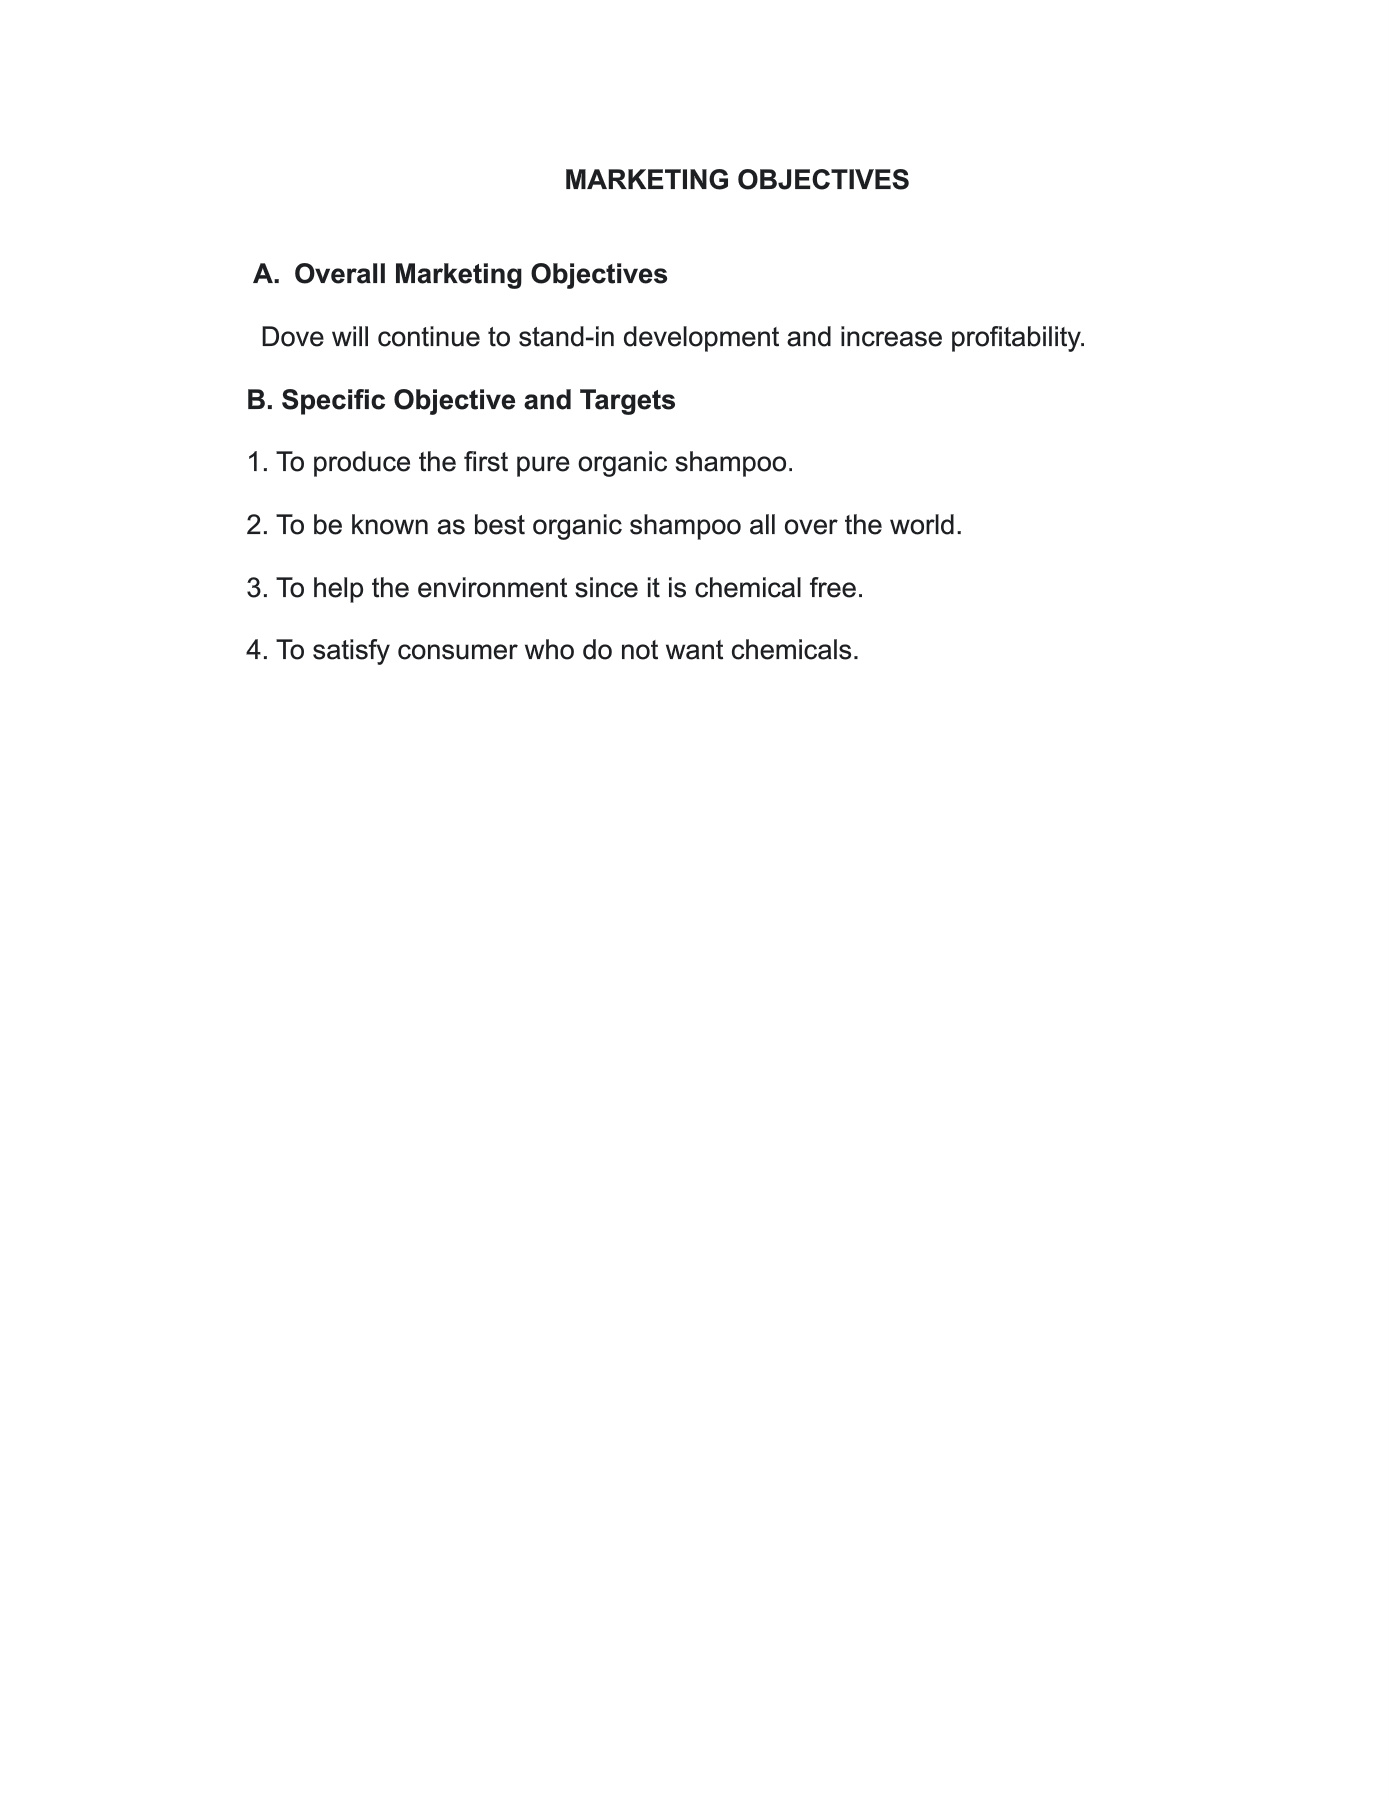 MARKETING OBJECTIVES
A. Overall Marketing Objectives
Dove will continue to stand-in development and increase profitability.
B. Specific Objective and Targets
1. To produce the first pure organic shampoo.
2. To be known as best organic shampoo all over the world.
3. To help the environment since it is chemical free.
4. To satisfy consumer who do not want chemicals.